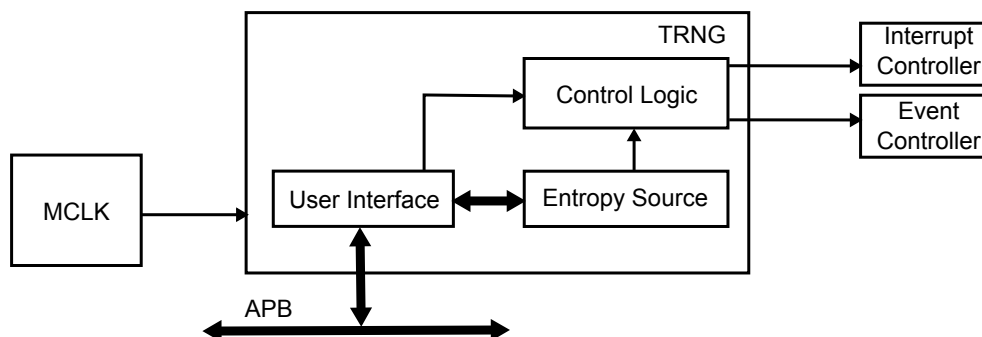 TRNG
Interrupt
Controller
Control Logic
Event
Controller
MCLK
User Interface
Entropy Source
APB